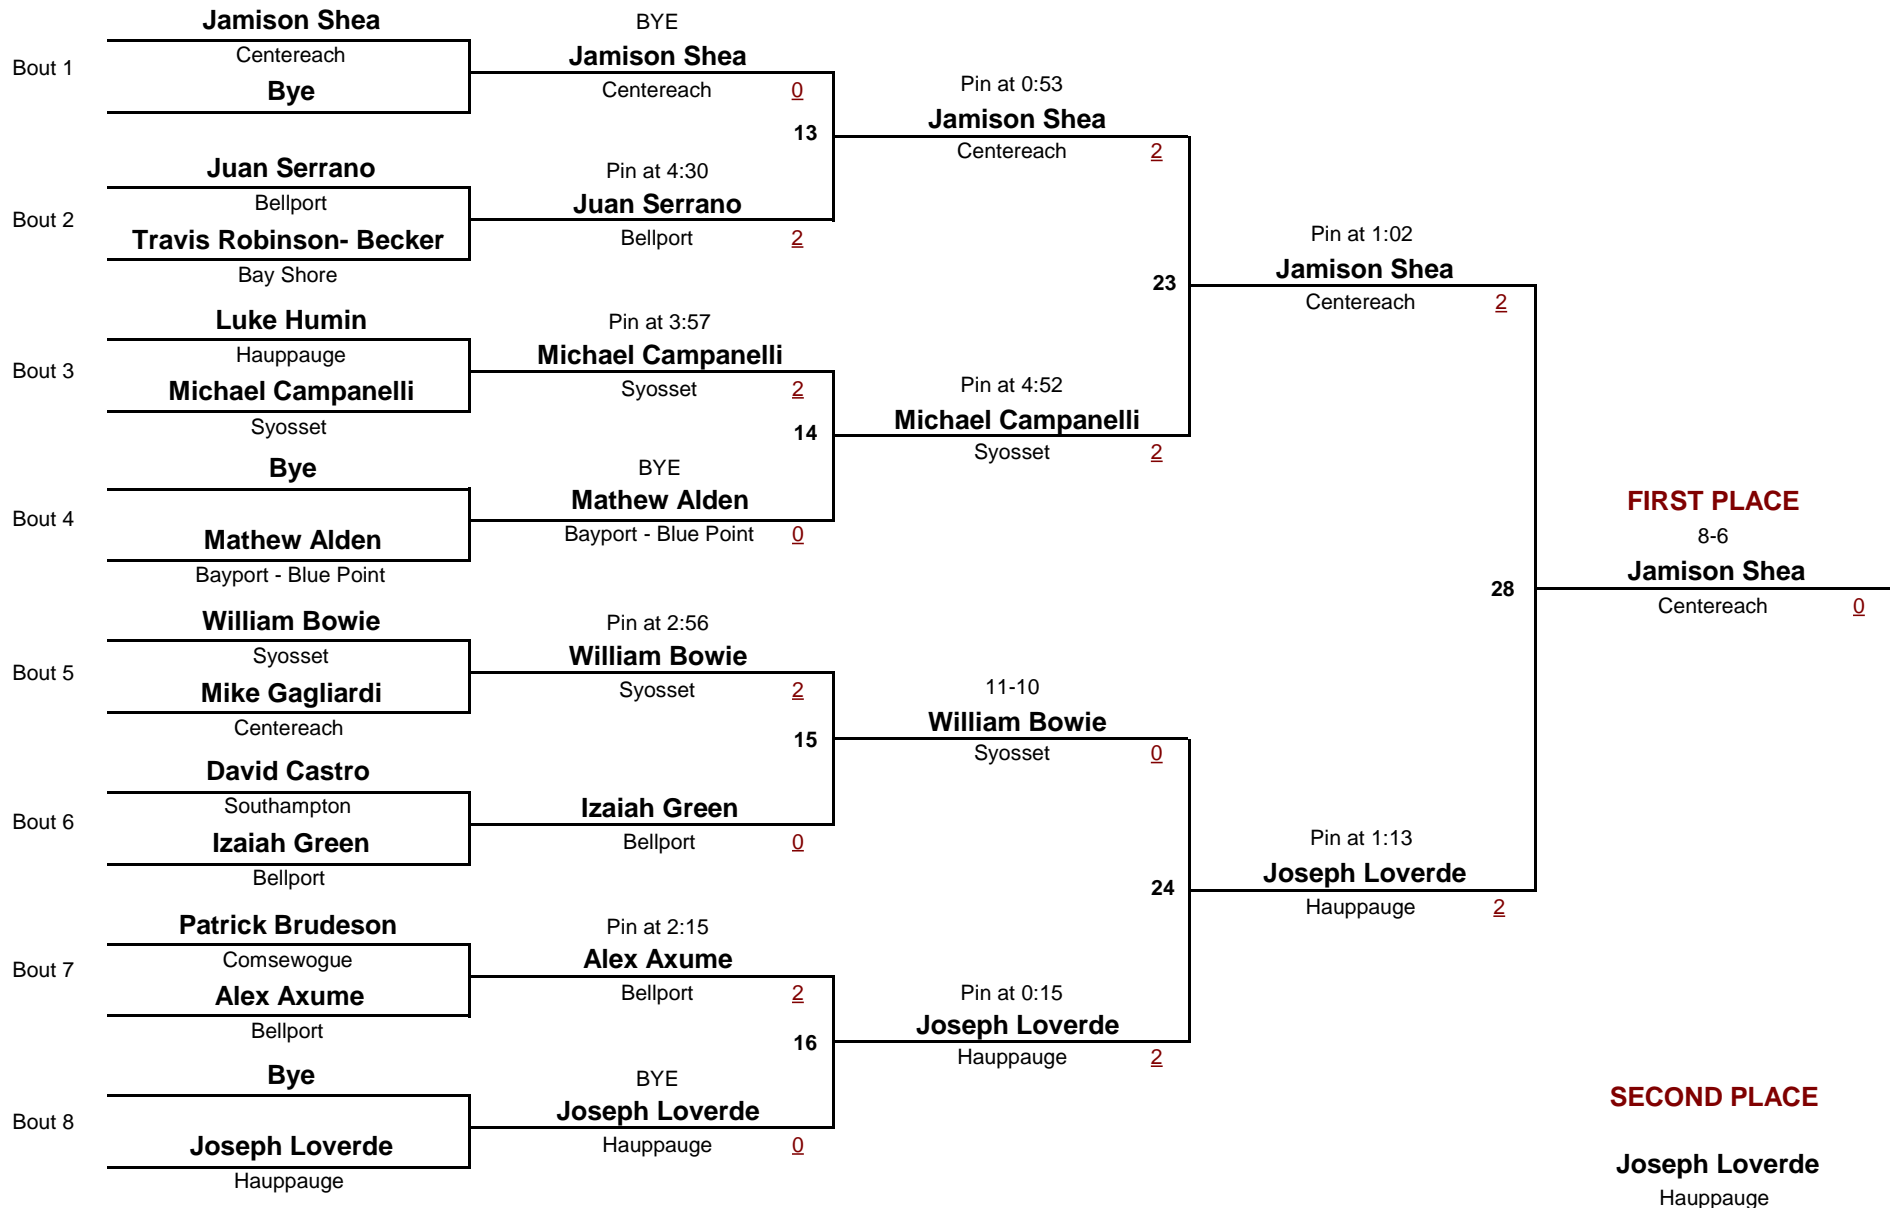 Jamison Shea
Centereach
Bout 1
Bye
Juan Serrano
Bellport
Bout 2
Travis Robinson- Becker
Bay Shore
Luke Humin
Hauppauge
Bout 3
Michael Campanelli
Syosset
Bye
Bout 4
Mathew Alden
Bayport - Blue Point
William Bowie
Syosset
Bout 5
Mike Gagliardi
Centereach
David Castro
Southampton
Bout 6
Izaiah Green
Bellport
Patrick Brudeson
Comsewogue
Bout 7
Alex Axume
Bellport
Bye
Bout 8
Joseph Loverde
Hauppauge
BYE
Jamison Shea
Centereach 0
13
Pin at 4:30
Juan Serrano
Bellport 2
Pin at 3:57
Michael Campanelli
Syosset 2
14
BYE
Mathew Alden
Bayport - Blue Point 0
Pin at 2:56
William Bowie
Syosset 2
15
Izaiah Green
Bellport 0
Pin at 2:15
Alex Axume
Bellport 2
16
BYE
Joseph Loverde
Hauppauge 0
Pin at 0:53
Jamison Shea
Centereach 2
23
Pin at 4:52
Michael Campanelli
Syosset 2
11-10
William Bowie
Syosset 0
24
Pin at 0:15
Joseph Loverde
Hauppauge 2
Pin at 1:02
Jamison Shea
Centereach 2
28
Pin at 1:13
Joseph Loverde
Hauppauge 2
FIRST PLACE
8-6
Jamison Shea
Centereach 0
SECOND PLACE
Joseph Loverde
Hauppauge